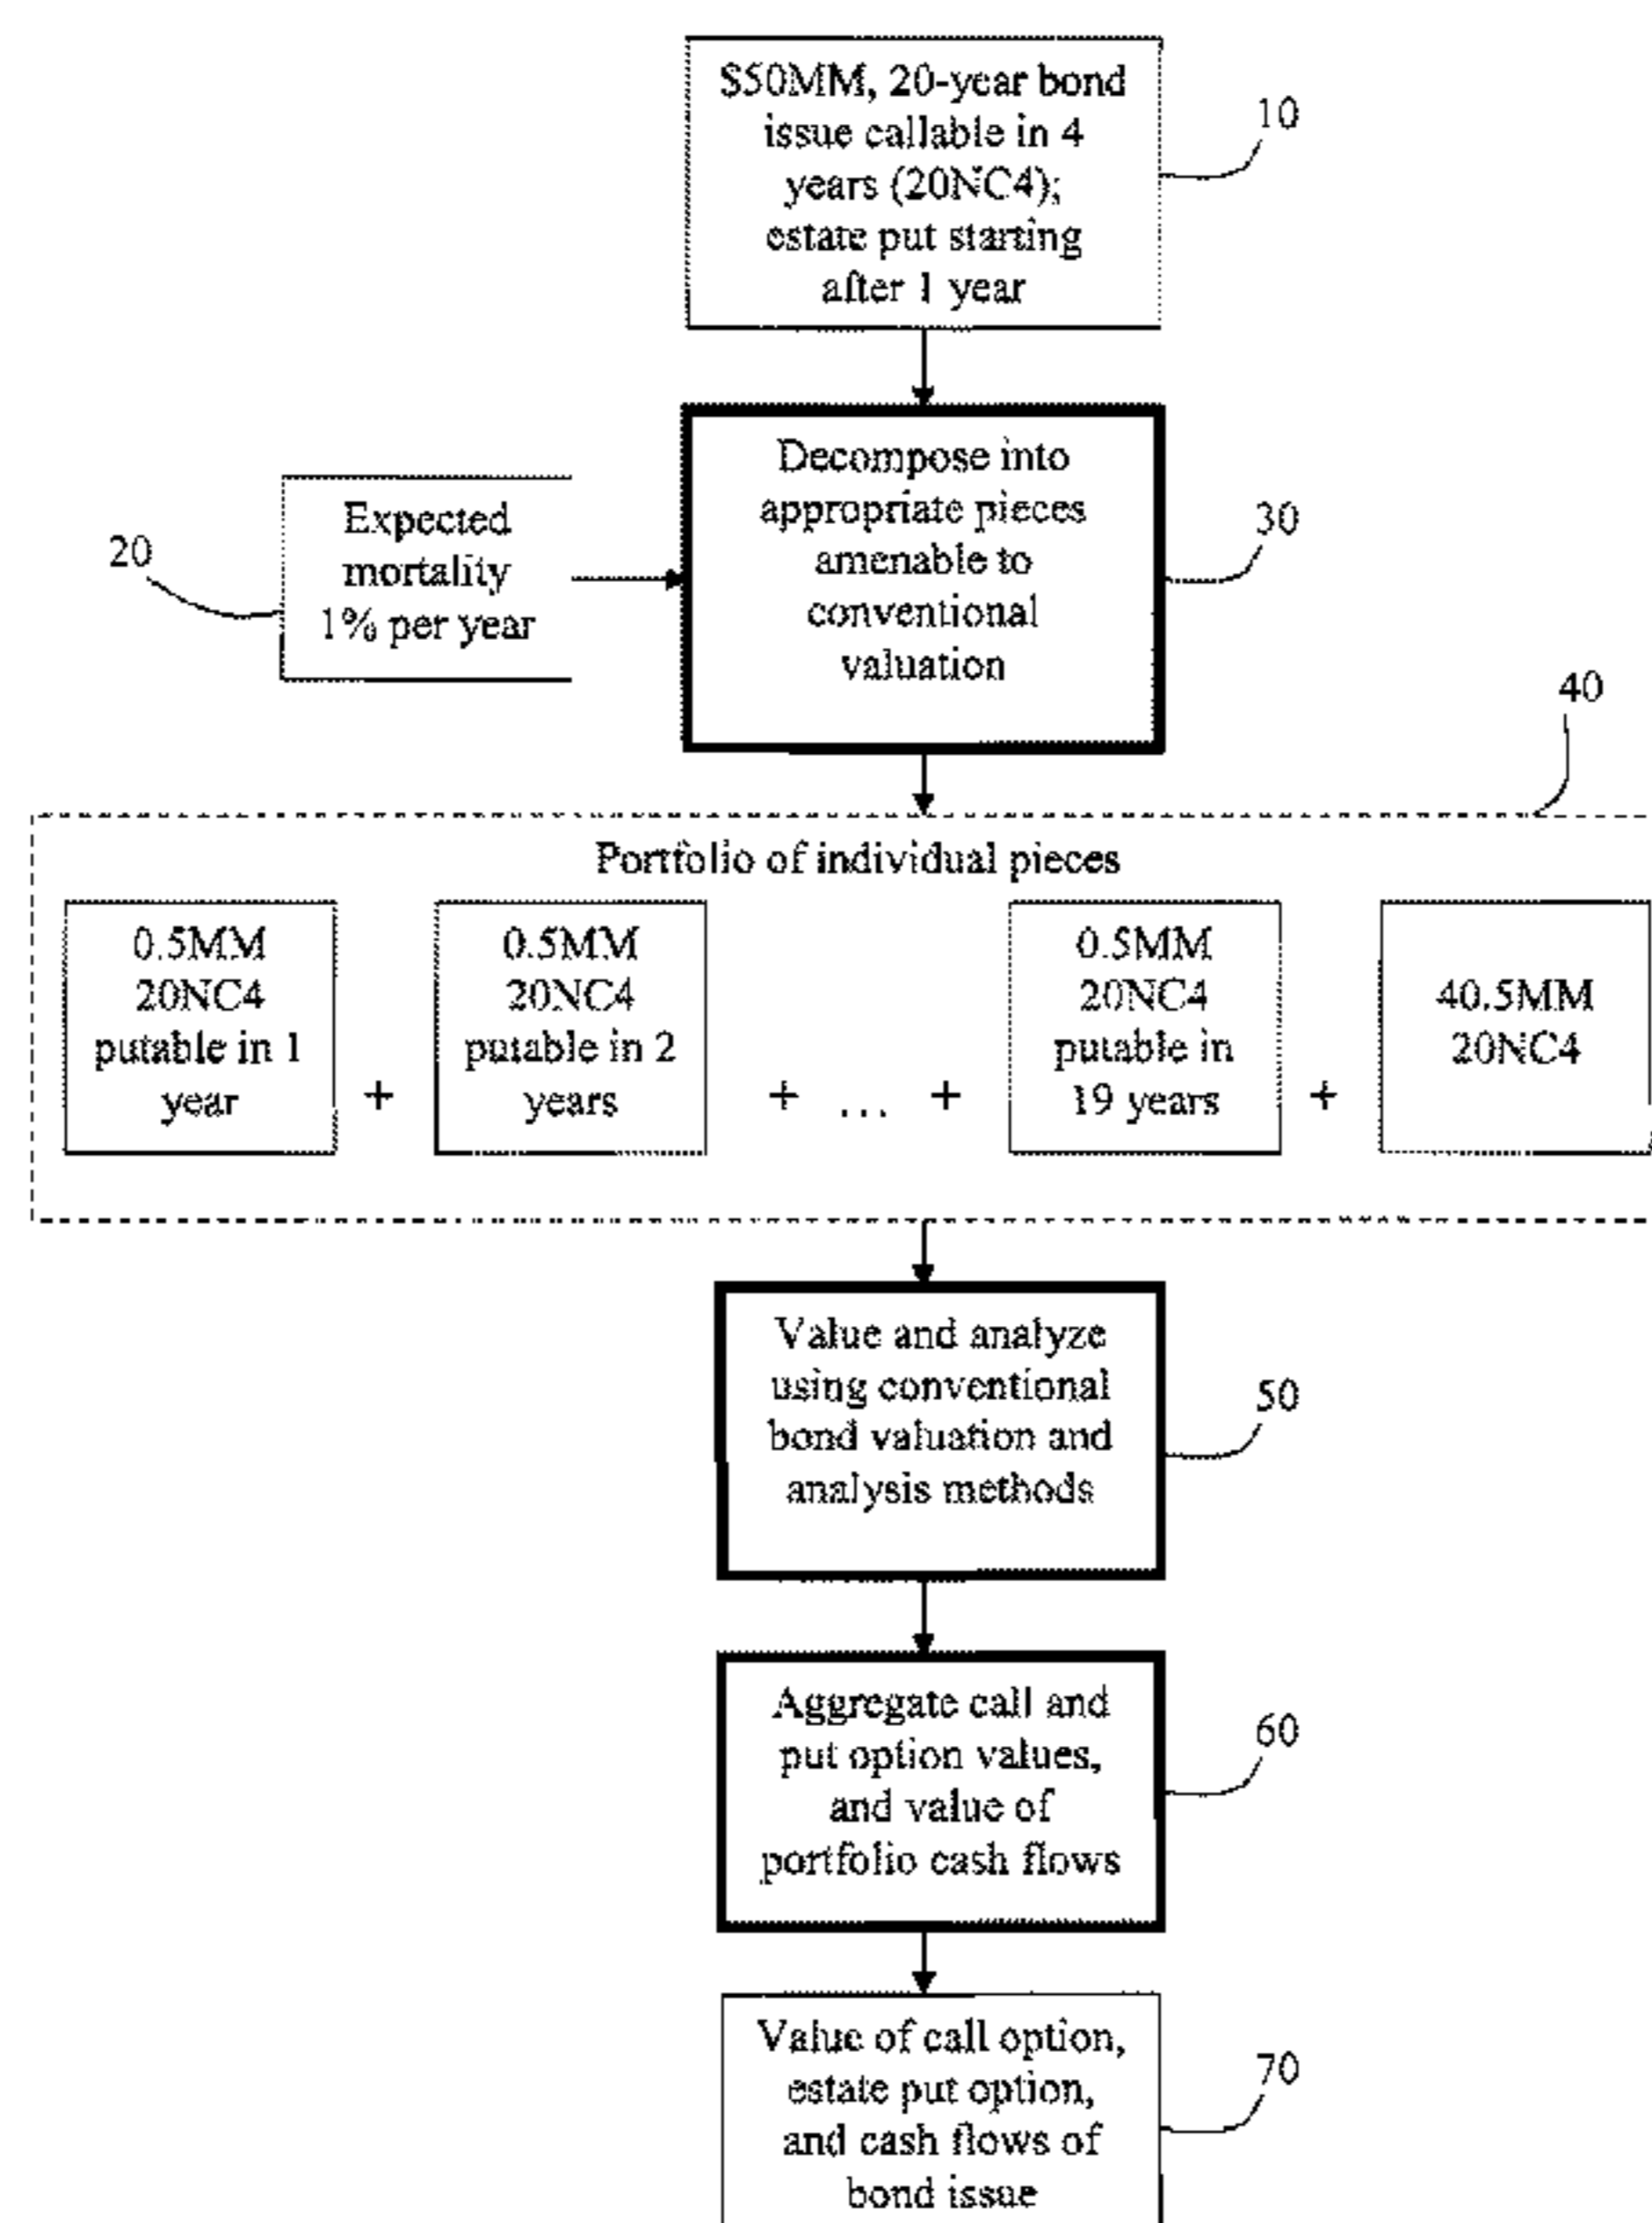 $50MM, 20-year bond
issue callable in 4
years (20NC4);
estate put starting
after 1 year
10
Decompose into
appropriate pieces
amenable to
conventional
valuation
30
20
Expected
mortality
1% per year
40
Portfolio of individual pieces
0.5MM
20NC4
putable in 1
year
+
0.5MM
20NC4
putable in 2
years
+ ... +
0.5MM
20NC4
putable in
19 years
+
40.5MM
20NC4
Value and analyze
using conventional
bond valuation and
analysis methods
50
Aggregate call and
put option values,
and value of
portfolio cash flows
60
Value of call option,
estate put option,
and cash flows of
bond issue
70